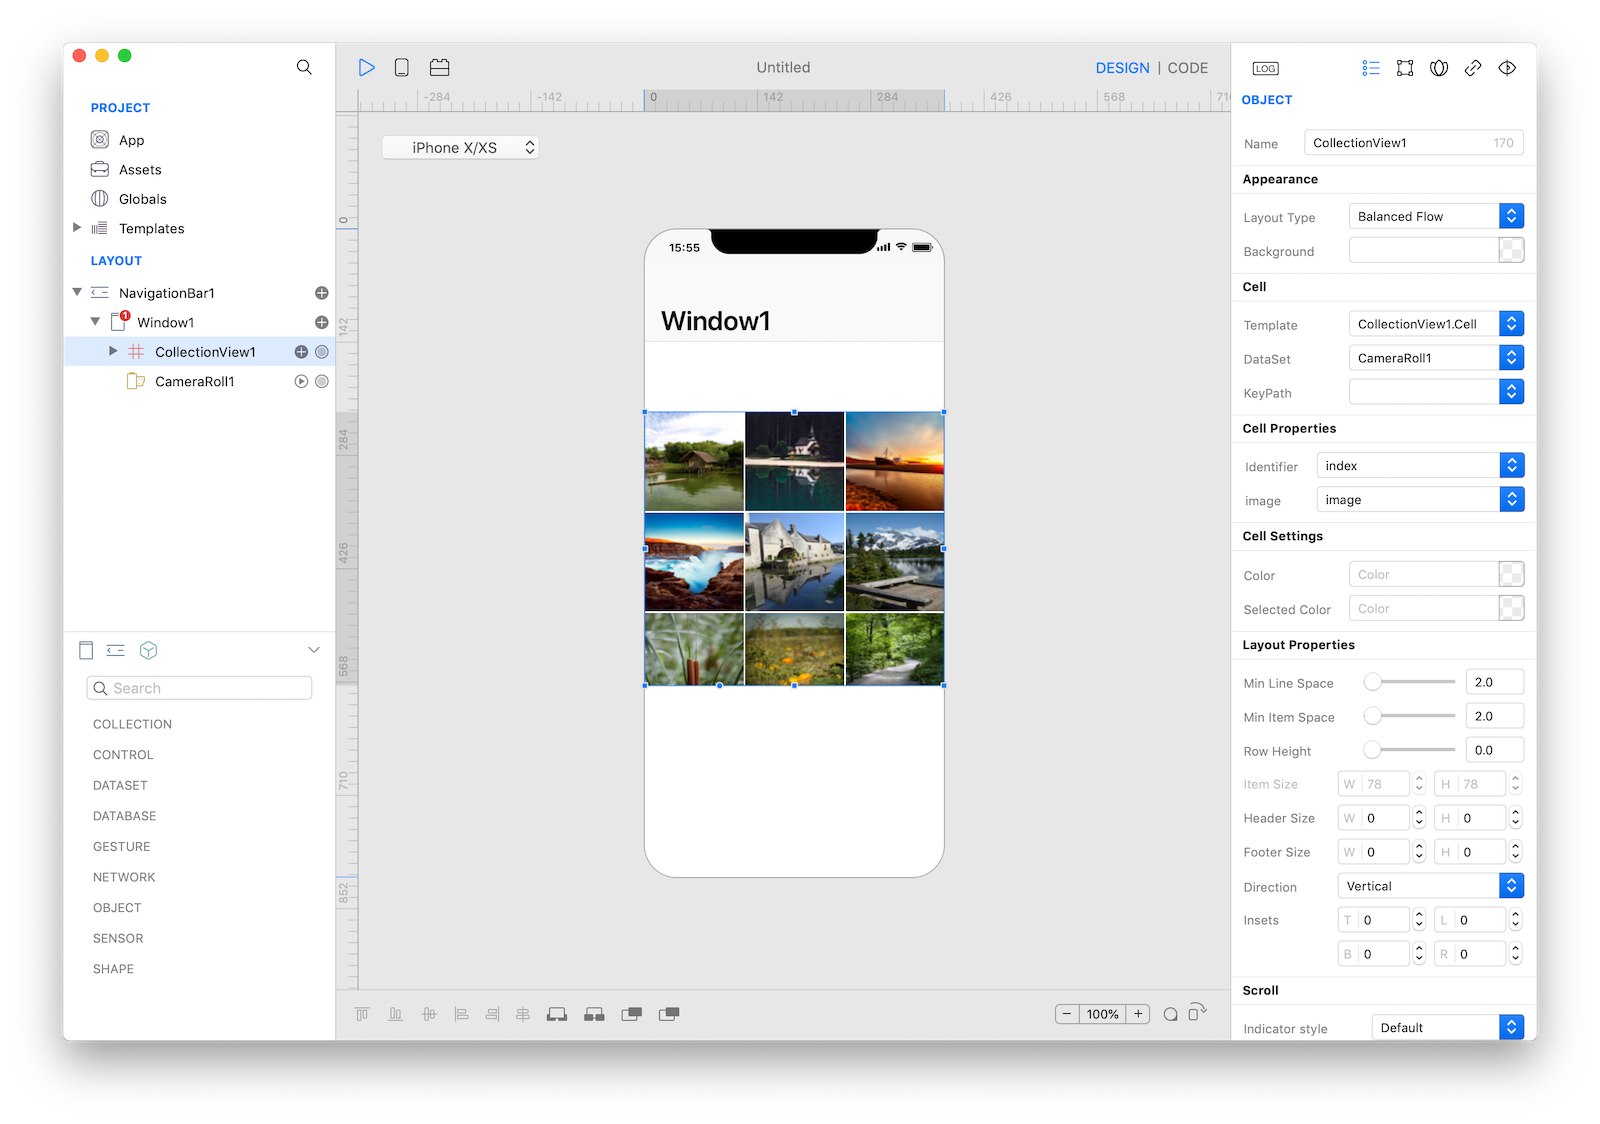 PROJECT
App
Assets
Globals
Templates
LAYOUT
NavigationBar1
1
Window1
CollectionView1
CameraRoll1
Search
COLLECTION
CONTROL
DATASET
DATABASE
GESTURE
NETWORK
OBJECT
SENSOR
SHAPE
Untitled
DESIGN | CODE
-284 -142 0 142 284 426 568 710
0
142
284
426
568
710
852
iPhone X/XS
15:55
Window1
100%
LOG
OBJECT
Name CollectionView1 170
Appearance
Layout Type Balanced Flow
Background
Cell
Template CollectionView1.Cell
DataSet CameraRoll1
KeyPath
Cell Properties
Identifier index
image image
Cell Settings
Color Color
Selected Color Color
Layout Properties
Min Line Space 2.0
Min Item Space 2.0
Row Height 0.0
Item Size W 78 H 78
Header Size W 0 H 0
Footer Size W 0 H 0
Direction Vertical
Insets T 0 L 0
B 0 R 0
Scroll
Indicator style Default